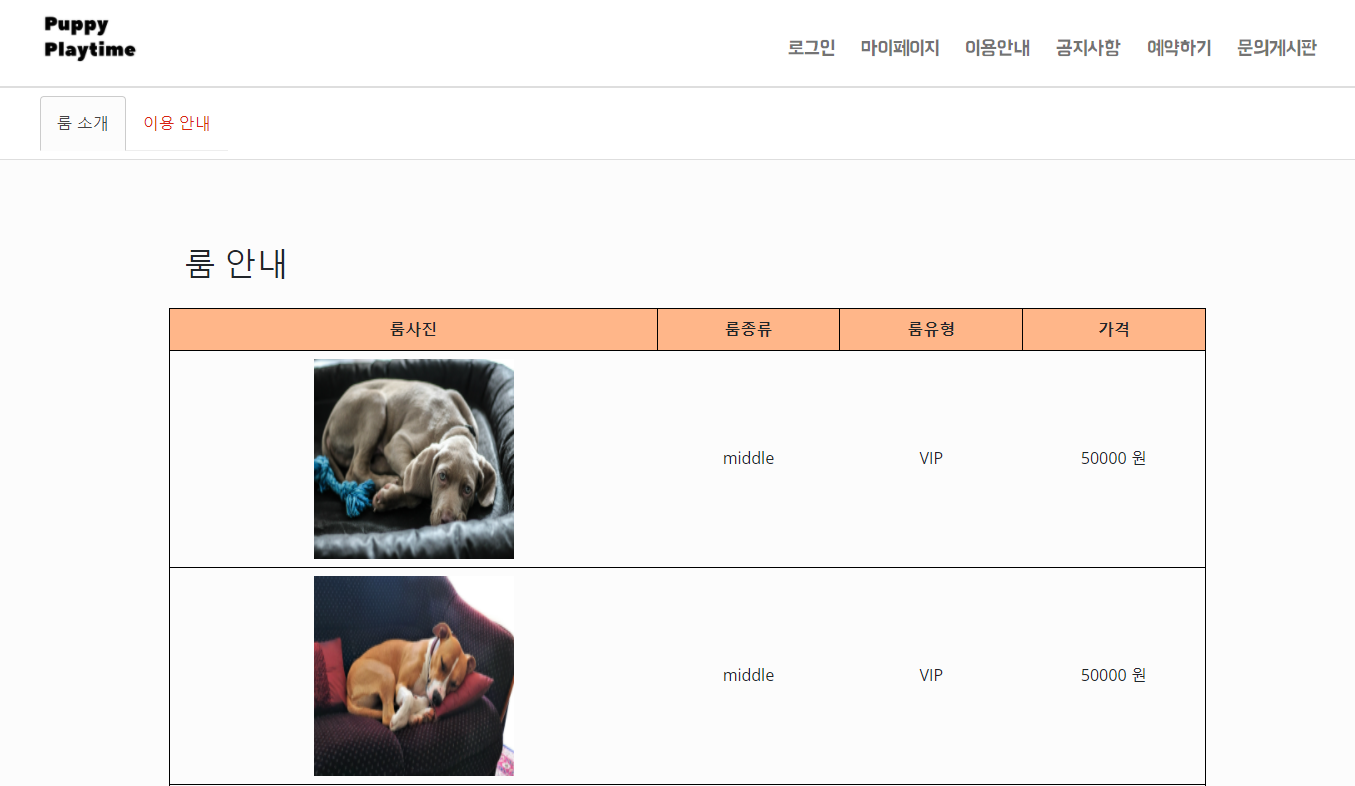 Puppy
Playtime
로그인 마이페이지 이용안내 공지사항 예약하기 문의게시판
룸 소개 이용 안내
룸 안내
룸사진 룸종류 룸유형 가격
middle VIP 50000 원
middle VIP 50000 원